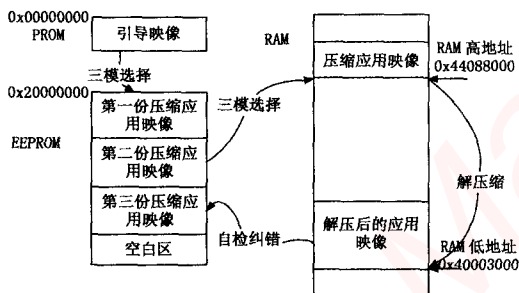 0x00000000
PROM
引导映像
三模选择
0x20000000
EEPROM
第一份压缩应
用映像
第二份压缩应
用映像
第三份压缩应
用映像
空白区
三模选择
自检纠错
RAM
压缩应用映像
RAM 高地址
0x44088000
解压缩
解压后的应用
映像
RAM 低地址
0x40003000